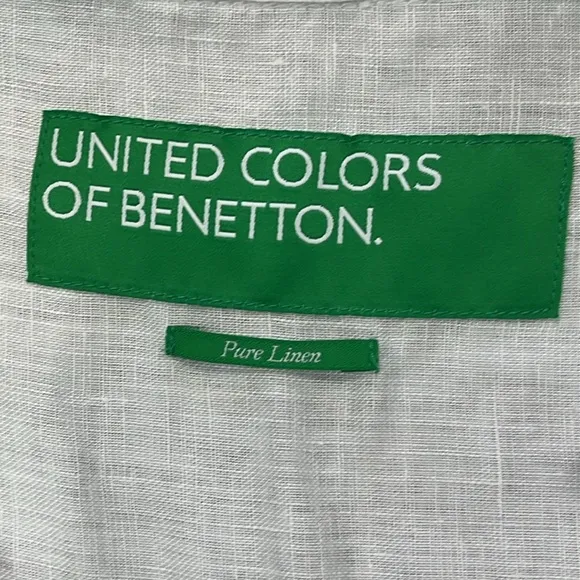 UNITED COLORS
OF BENETTON.
Pure Linen